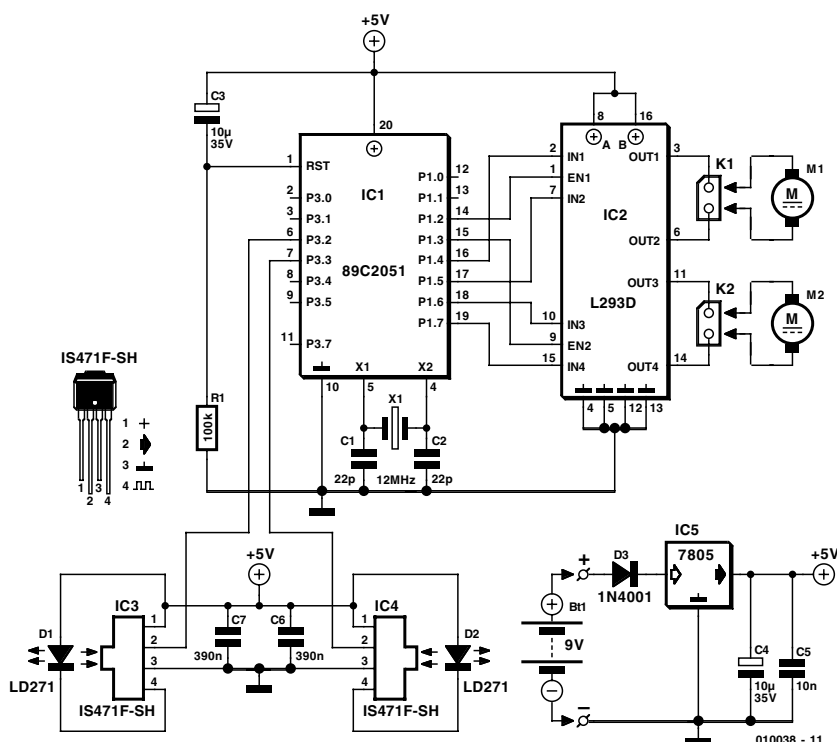 +5V
C3
10µ
35V
20
1 RST
2 P3.0
3 P3.1
6 P3.2
7 P3.3
8 P3.4
9 P3.5
11 P3.7
IC1
89C2051
P1.0 12
P1.1 13
P1.2 14
P1.3 15
P1.4 16
P1.5 17
P1.6 18
P1.7 19
X1 X2
10 5 4
8 16
A B
2 IN1
1 EN1
7 IN2
IC2
L293D
10 IN3
9 EN2
15 IN4
OUT1 3
OUT2 6
OUT3 11
OUT4 14
4 5 12 13
K1
M1
M
K2
M2
M
IS471F-SH
1 +
2
3
4
1 2 3 4
R1
100k
X1
C1 C2
22p 12MHz 22p
+5V
IC3
1
2
3
4
D1
LD271
IS471F-SH
C7 C6
390n 390n
IC4
1
2
3
4
D2
LD271
IS471F-SH
+
D3
1N4001
IC5
7805
+5V
Bt1
9V
C4
10µ
35V
C5
10n
–
010038 - 11